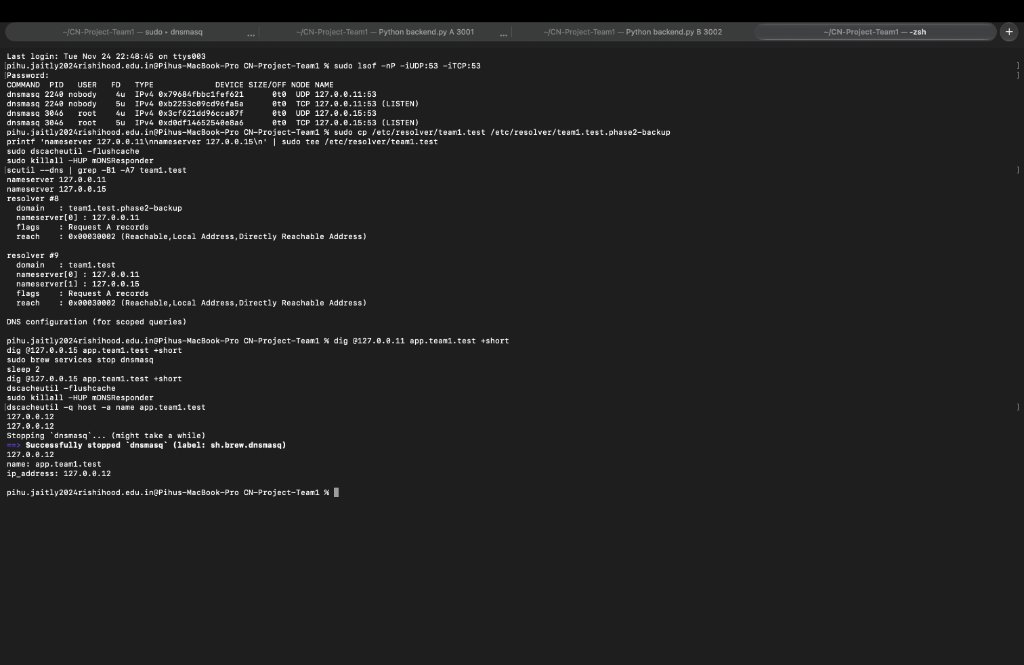 ~/CN-Project-Team1 — sudo ◂ dnsmasq ...
~/CN-Project-Team1 — Python backend.py A 3001 ...
~/CN-Project-Team1 — Python backend.py B 3002
~/CN-Project-Team1 — -zsh
+
Last login: Tue Nov 24 22:48:45 on ttys003
[pihu.jaitly2024rishihood.edu.in@Pihus-MacBook-Pro CN-Project-Team1 % sudo lsof -nP -iUDP:53 -iTCP:53 ]
[Password: ]
COMMAND PID USER FD TYPE DEVICE SIZE/OFF NODE NAME
dnsmasq 2240 nobody 4u IPv4 0x79684fbbc1fef621 0t0 UDP 127.0.0.11:53
dnsmasq 2240 nobody 5u IPv4 0xb2253c09cd96fa5a 0t0 TCP 127.0.0.11:53 (LISTEN)
dnsmasq 3046 root 4u IPv4 0x3cf621dd96cca87f 0t0 UDP 127.0.0.15:53
dnsmasq 3046 root 5u IPv4 0xd0df14652540e8a6 0t0 TCP 127.0.0.15:53 (LISTEN)
pihu.jaitly2024rishihood.edu.in@Pihus-MacBook-Pro CN-Project-Team1 % sudo cp /etc/resolver/team1.test /etc/resolver/team1.test.phase2-backup
printf 'nameserver 127.0.0.11\nnameserver 127.0.0.15\n' | sudo tee /etc/resolver/team1.test
sudo dscacheutil -flushcache
sudo killall -HUP mDNSResponder
[scutil --dns | grep -B1 -A7 team1.test ]
nameserver 127.0.0.11
nameserver 127.0.0.15
resolver #8
domain : team1.test.phase2-backup
nameserver[0] : 127.0.0.11
flags : Request A records
reach : 0x00030002 (Reachable,Local Address,Directly Reachable Address)
resolver #9
domain : team1.test
nameserver[0] : 127.0.0.11
nameserver[1] : 127.0.0.15
flags : Request A records
reach : 0x00030002 (Reachable,Local Address,Directly Reachable Address)
DNS configuration (for scoped queries)
pihu.jaitly2024rishihood.edu.in@Pihus-MacBook-Pro CN-Project-Team1 % dig @127.0.0.11 app.team1.test +short
dig @127.0.0.15 app.team1.test +short
sudo brew services stop dnsmasq
sleep 2
dig @127.0.0.15 app.team1.test +short
dscacheutil -flushcache
sudo killall -HUP mDNSResponder
[dscacheutil -q host -a name app.team1.test ]
127.0.0.12
127.0.0.12
Stopping `dnsmasq`... (might take a while)
==> Successfully stopped `dnsmasq` (label: sh.brew.dnsmasq)
127.0.0.12
name: app.team1.test
ip_address: 127.0.0.12
pihu.jaitly2024rishihood.edu.in@Pihus-MacBook-Pro CN-Project-Team1 %